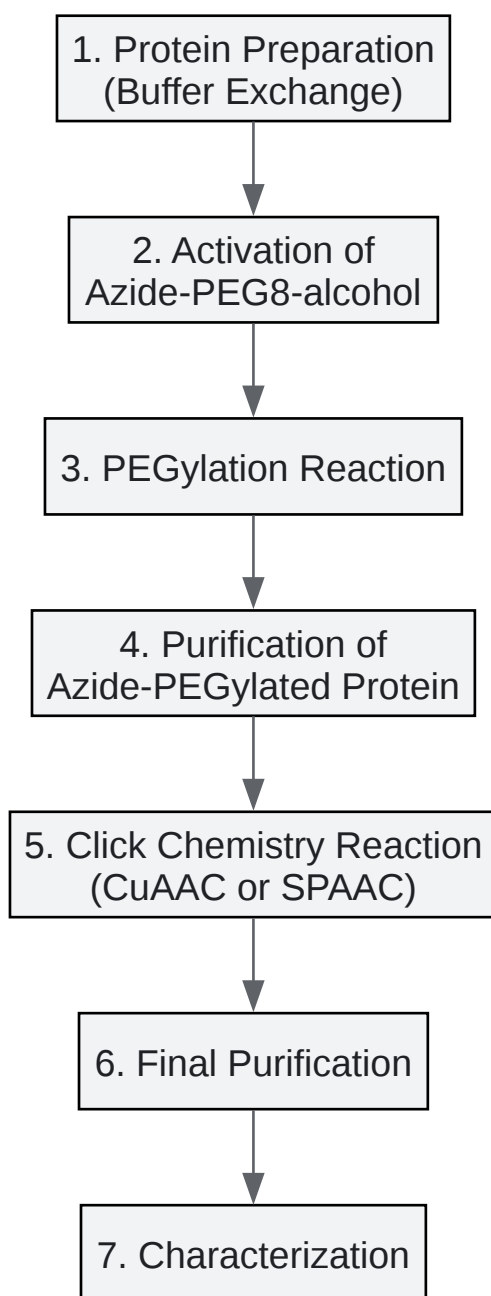 1. Protein Preparation
(Buffer Exchange)
2. Activation of
Azide-PEG8-alcohol
3. PEGylation Reaction
4. Purification of
Azide-PEGylated Protein
5. Click Chemistry Reaction
(CuAAC or SPAAC)
6. Final Purification
7. Characterization